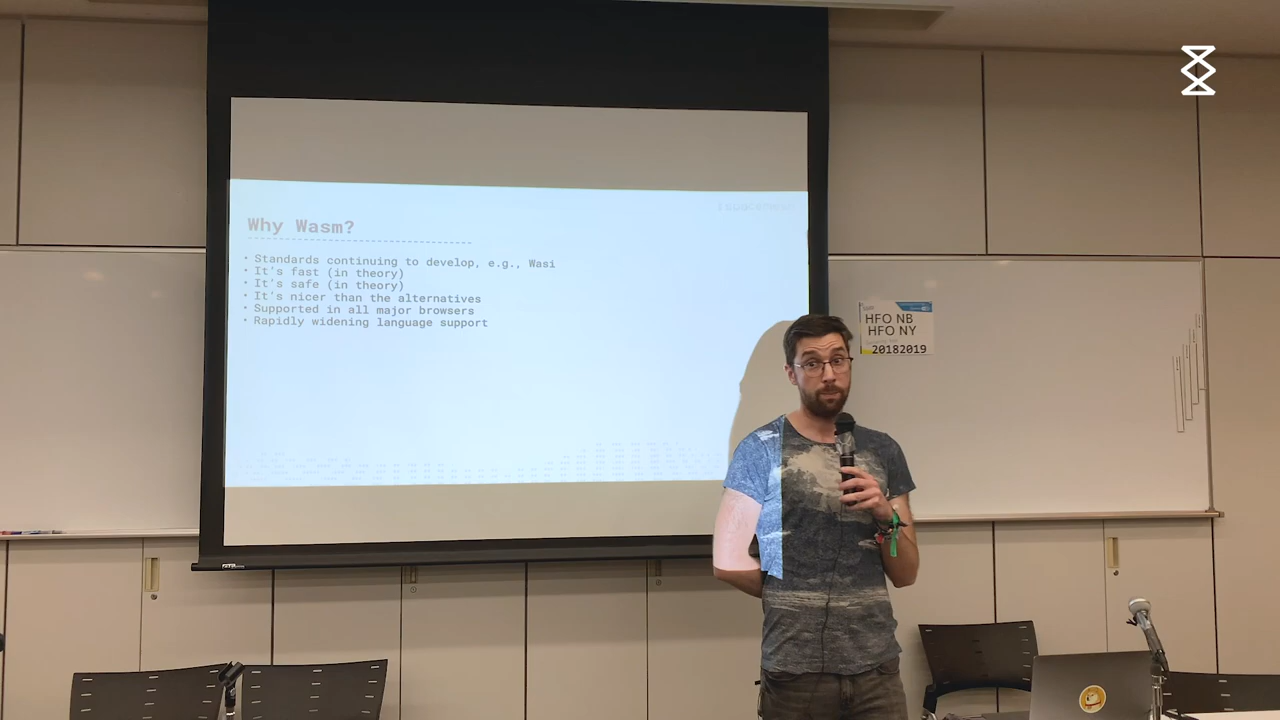 Why Wasm?
• Standards continuing to develop, e.g., Wasi
• It's fast (in theory)
• It's safe (in theory)
• It's nicer than the alternatives
• Supported in all major browsers
• Rapidly widening language support
HFO NB
HFO NY
20182019